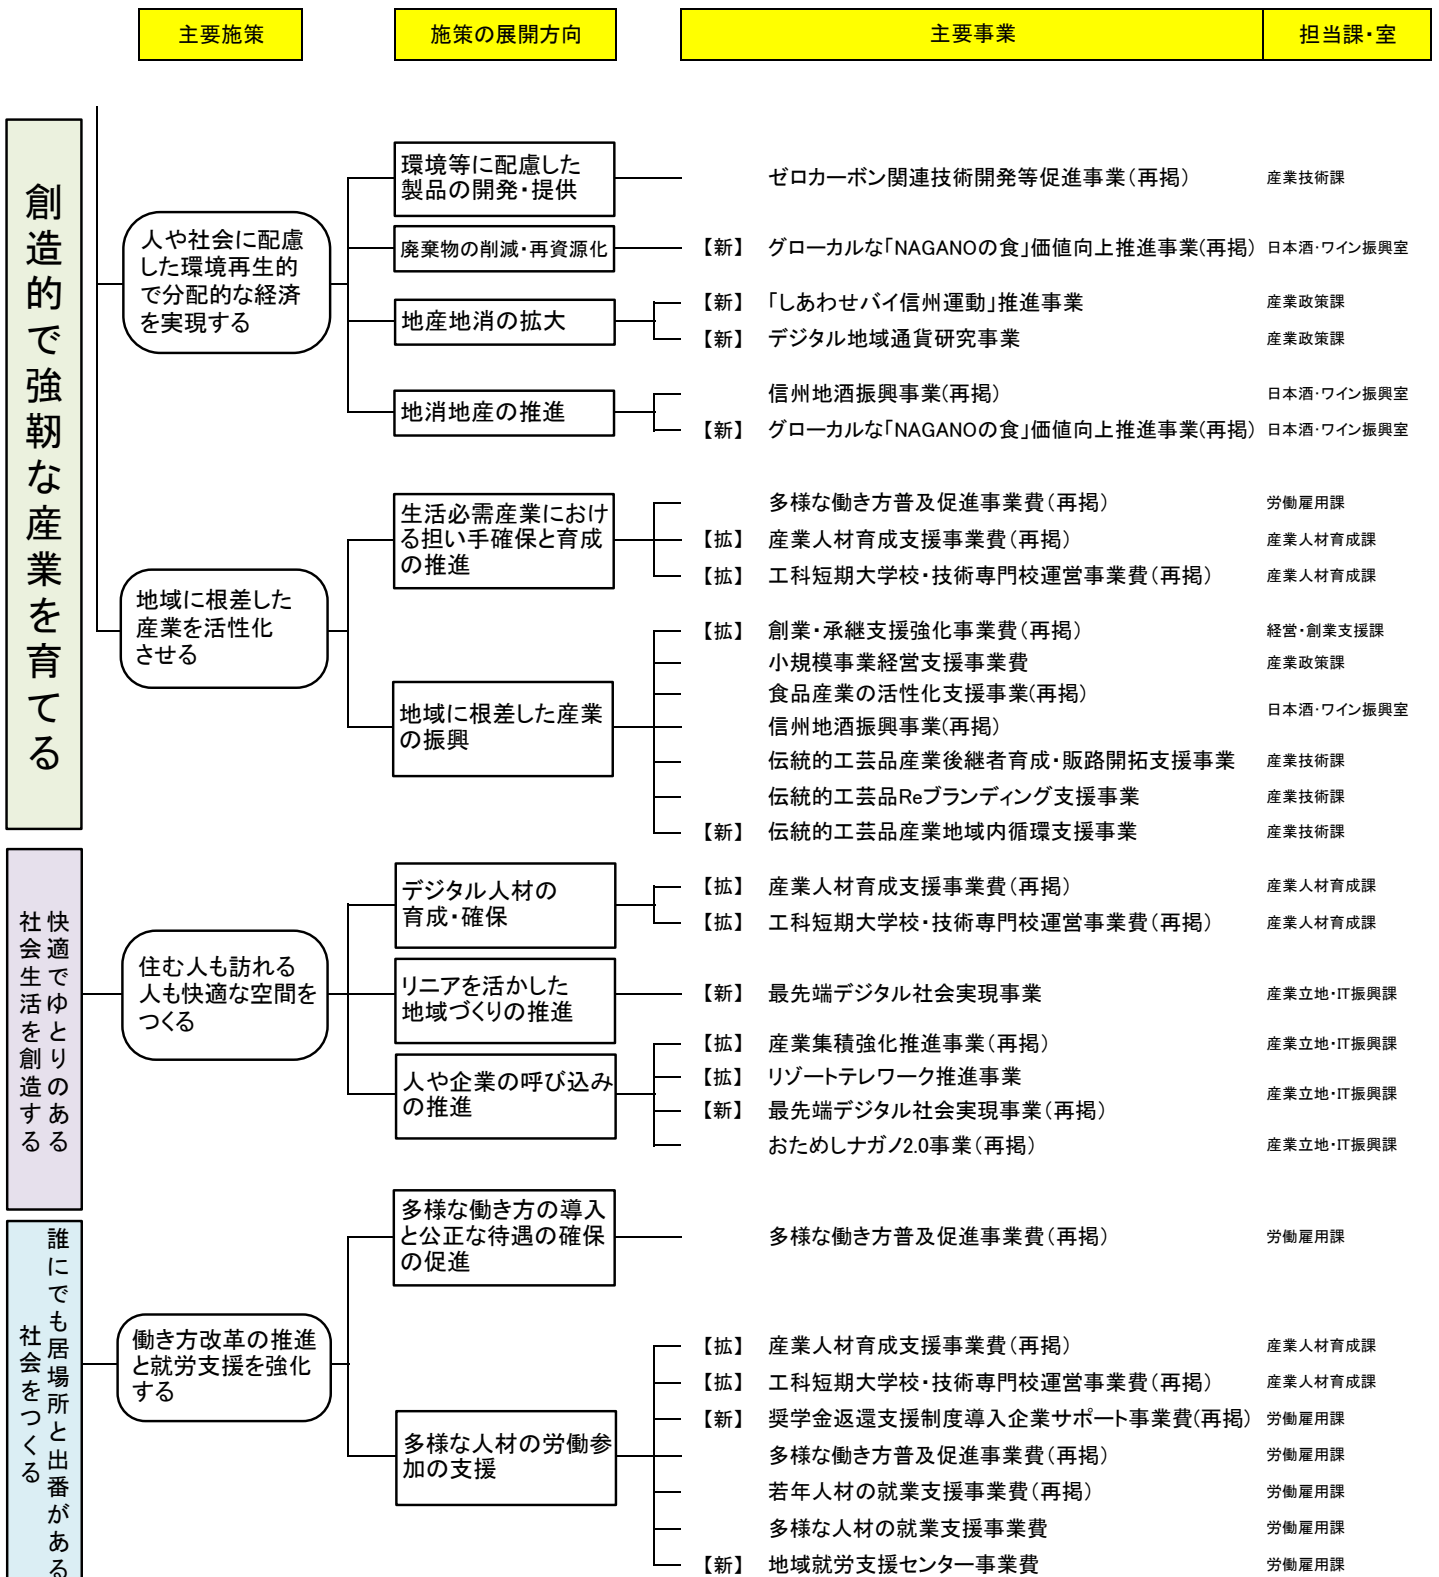 主要施策
施策の展開方向
主要事業
担当課・室
創造的で強靭な産業を育てる
人や社会に配慮
した環境再生的
で分配的な経済
を実現する
環境等に配慮した
製品の開発・提供
ゼロカーボン関連技術開発等促進事業（再掲） 産業技術課
廃棄物の削減・再資源化
【新】 グローカルな「NAGANOの食」価値向上推進事業(再掲) 日本酒・ワイン振興室
地産地消の拡大
【新】 「しあわせバイ信州運動」推進事業 産業政策課
【新】 デジタル地域通貨研究事業 産業政策課
地消地産の推進
信州地酒振興事業(再掲) 日本酒・ワイン振興室
【新】 グローカルな「NAGANOの食」価値向上推進事業(再掲) 日本酒・ワイン振興室
地域に根差した
産業を活性化
させる
生活必需産業におけ
る担い手確保と育成
の推進
多様な働き方普及促進事業費（再掲） 労働雇用課
【拡】 産業人材育成支援事業費（再掲） 産業人材育成課
【拡】 工科短期大学校・技術専門校運営事業費（再掲） 産業人材育成課
地域に根差した産業
の振興
【拡】 創業・承継支援強化事業費（再掲） 経営・創業支援課
小規模事業経営支援事業費 産業政策課
食品産業の活性化支援事業(再掲)
日本酒・ワイン振興室
信州地酒振興事業(再掲)
伝統的工芸品産業後継者育成・販路開拓支援事業 産業技術課
伝統的工芸品Reブランディング支援事業 産業技術課
【新】 伝統的工芸品産業地域内循環支援事業 産業技術課
快適でゆとりのある
社会生活を創造する
住む人も訪れる
人も快適な空間を
つくる
デジタル人材の
育成・確保
【拡】 産業人材育成支援事業費（再掲） 産業人材育成課
【拡】 工科短期大学校・技術専門校運営事業費（再掲） 産業人材育成課
リニアを活かした
地域づくりの推進
【新】 最先端デジタル社会実現事業 産業立地・IT振興課
人や企業の呼び込み
の推進
【拡】 産業集積強化推進事業（再掲） 産業立地・IT振興課
【拡】 リゾートテレワーク推進事業
産業立地・IT振興課
【新】 最先端デジタル社会実現事業（再掲）
おためしナガノ2.0事業（再掲） 産業立地・IT振興課
誰にでも居場所と出番がある
社会をつくる
働き方改革の推進
と就労支援を強化
する
多様な働き方の導入
と公正な待遇の確保
の促進
多様な働き方普及促進事業費（再掲） 労働雇用課
多様な人材の労働参
加の支援
【拡】 産業人材育成支援事業費（再掲） 産業人材育成課
【拡】 工科短期大学校・技術専門校運営事業費（再掲） 産業人材育成課
【新】 奨学金返還支援制度導入企業サポート事業費(再掲) 労働雇用課
多様な働き方普及促進事業費（再掲） 労働雇用課
若年人材の就業支援事業費（再掲） 労働雇用課
多様な人材の就業支援事業費 労働雇用課
【新】 地域就労支援センター事業費 労働雇用課